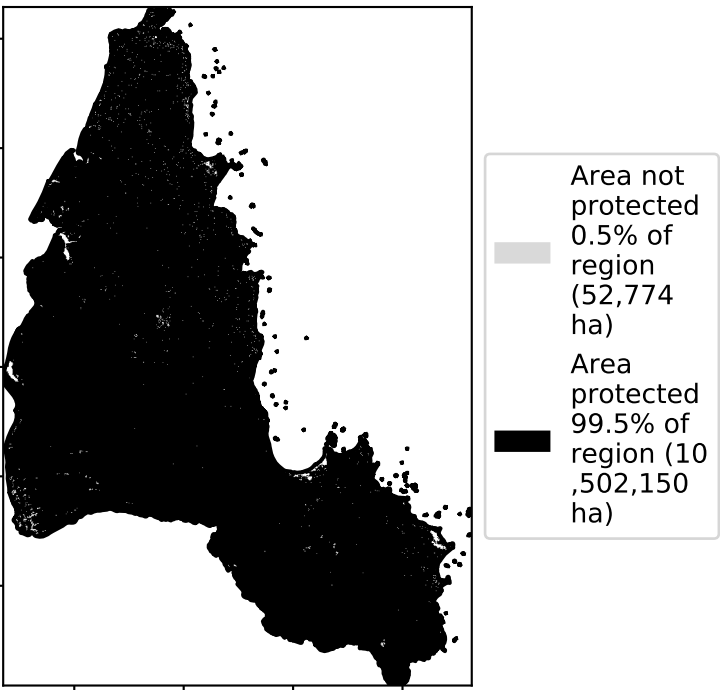 Area not
protected
0.5% of
region
(52,774
ha)
Area
protected
99.5% of
region (10
,502,150
ha)